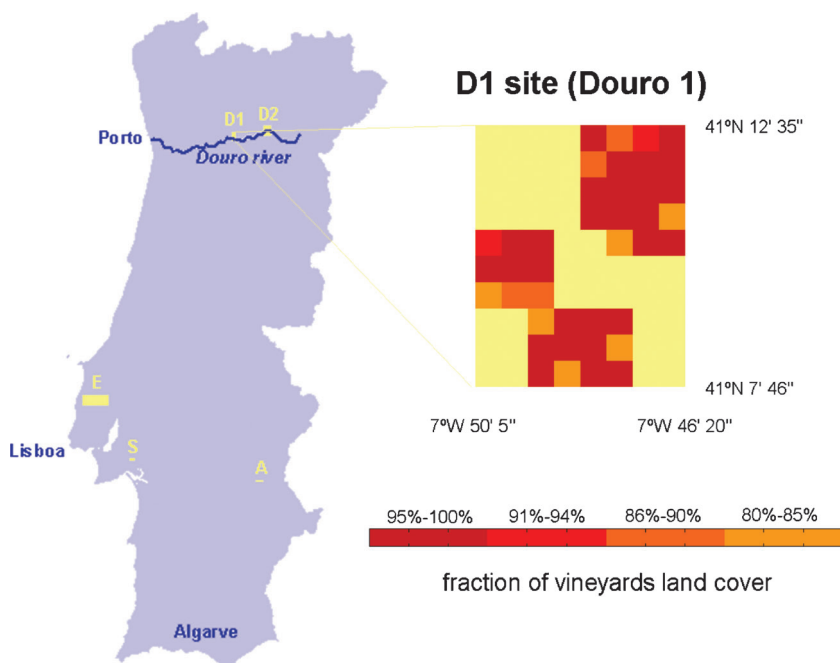 D1 site (Douro 1)
D1
D2
Porto
Douro river
41ºN 12' 35"
E
Lisboa
S
A
Algarve
41ºN 7' 46"
7ºW 50' 5"
7ºW 46' 20"
95%-100%
91%-94%
86%-90%
80%-85%
fraction of vineyards land cover